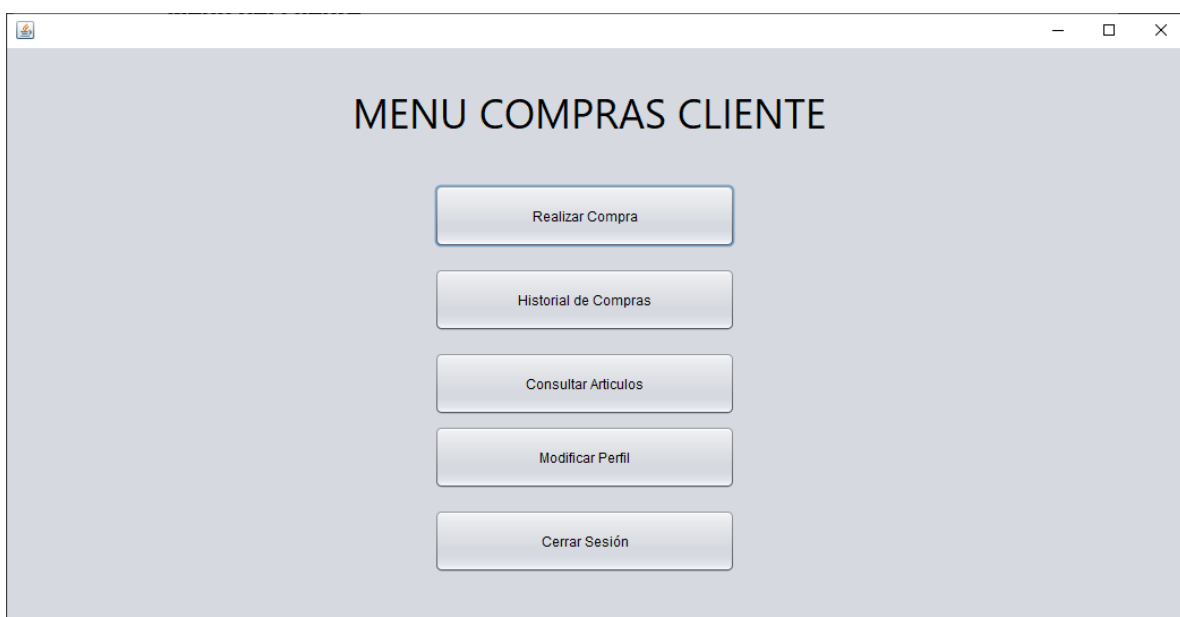 MENU COMPRAS CLIENTE
Realizar Compra
Historial de Compras
Consultar Articulos
Modificar Perfil
Cerrar Sesión